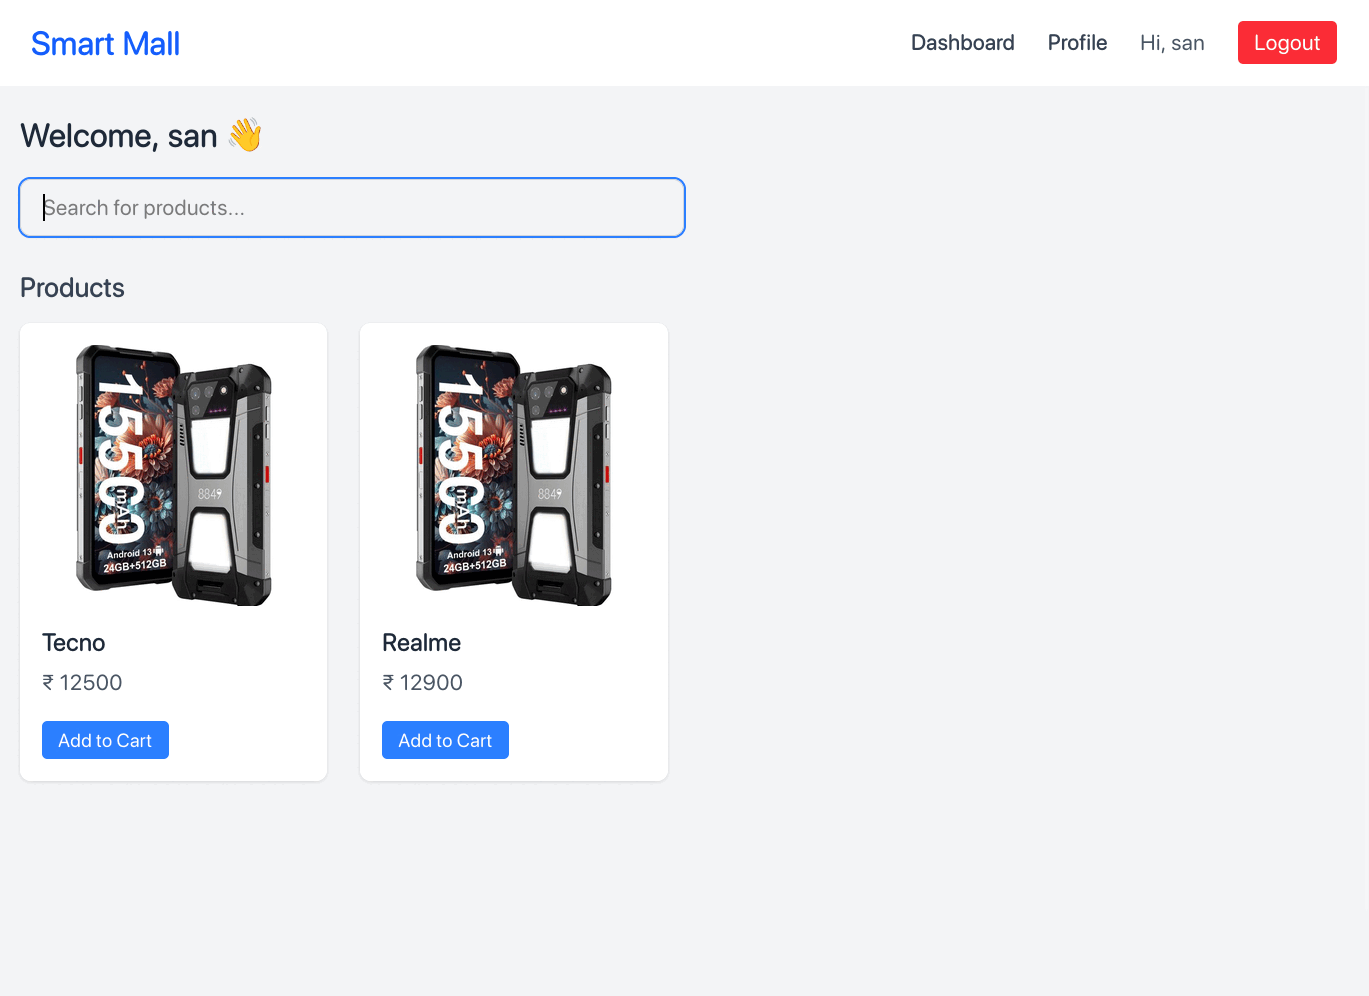 Smart Mall
Dashboard Profile Hi, san Logout
Welcome, san 👋
Search for products...
Products
15500
mAh
Android 13
24GB+512GB
8849
15500
mAh
Android 13
24GB+512GB
8849
Tecno
₹ 12500
Add to Cart
Realme
₹ 12900
Add to Cart